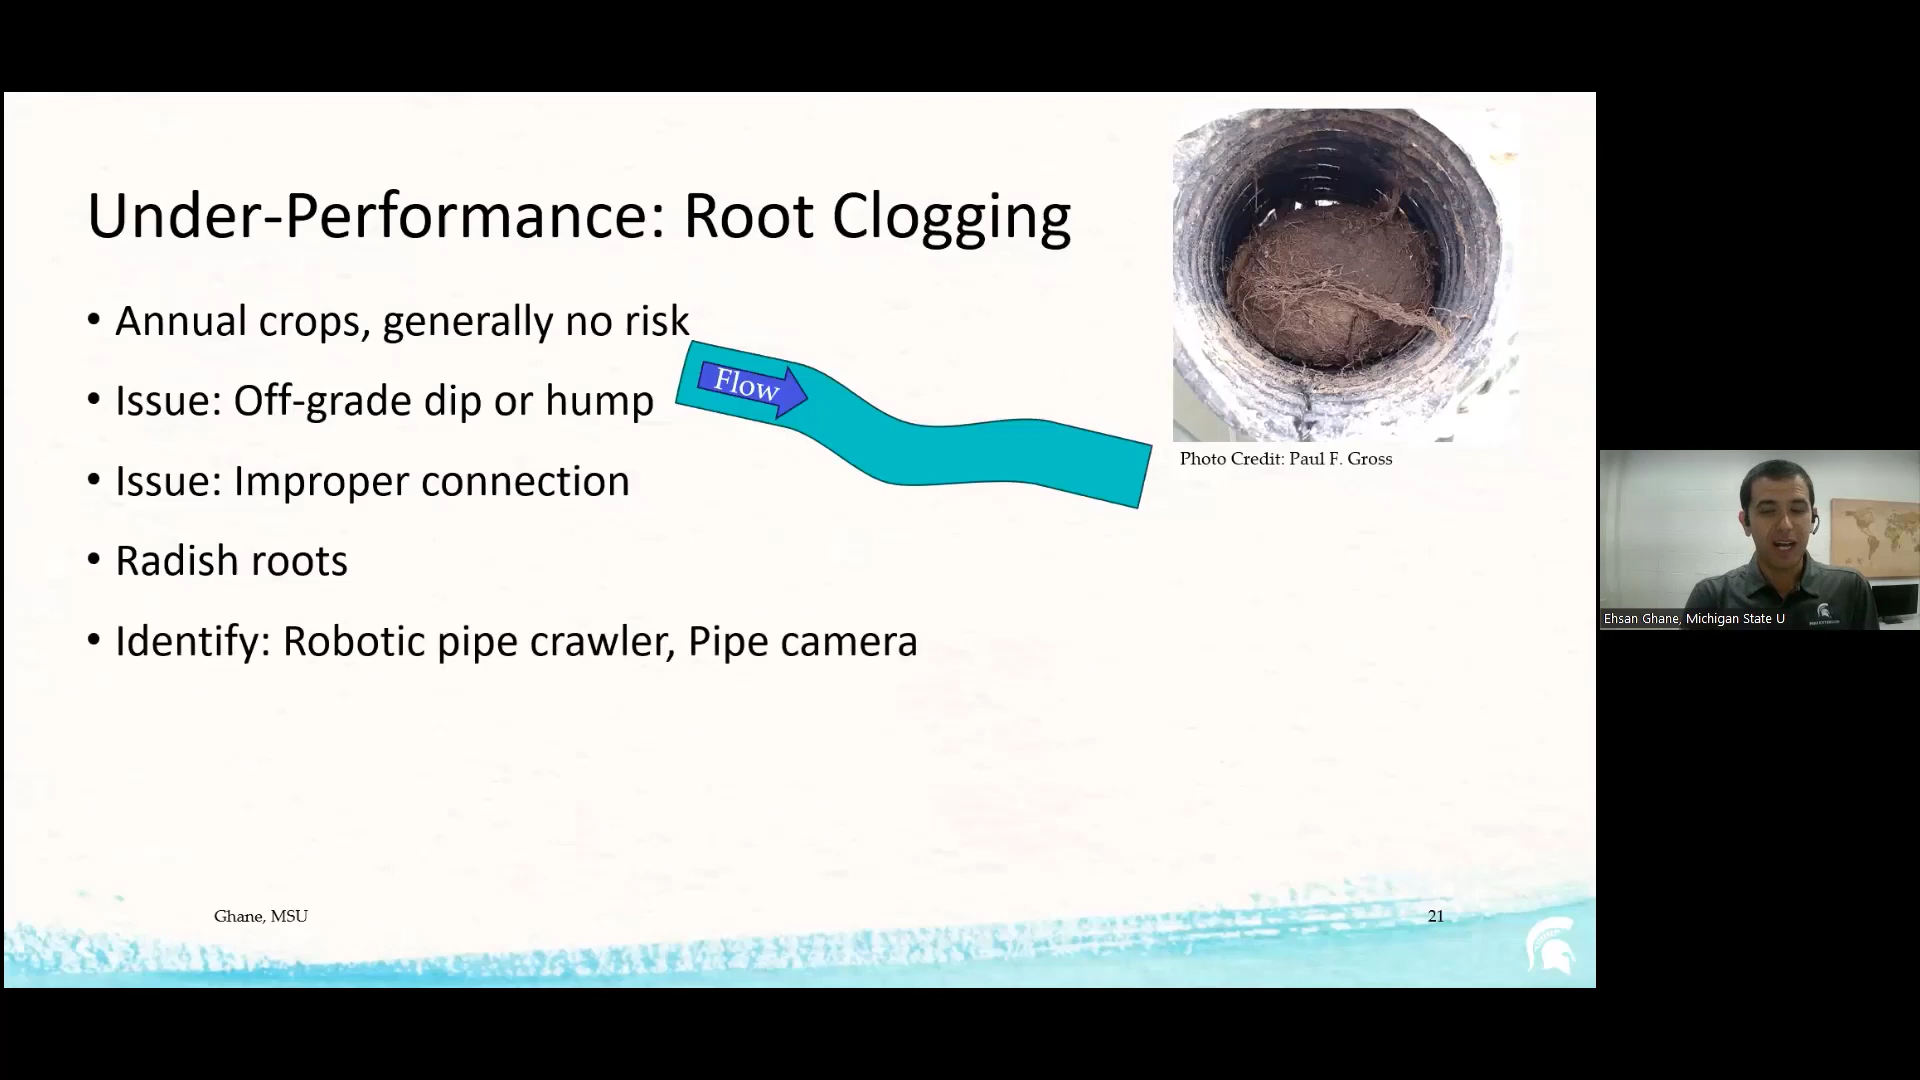 Under-Performance: Root Clogging
• Annual crops, generally no risk
• Issue: Off-grade dip or hump
Flow
• Issue: Improper connection
• Radish roots
• Identify: Robotic pipe crawler, Pipe camera
Photo Credit: Paul F. Gross
Ehsan Ghane, Michigan State U
Ghane, MSU
21